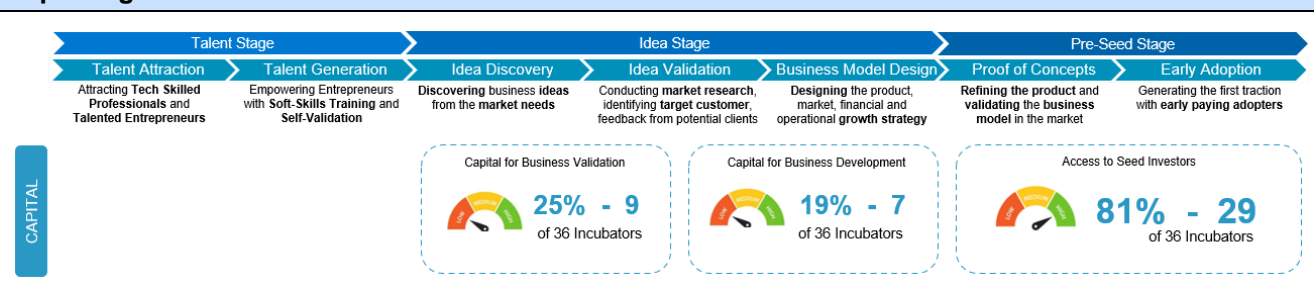 Talent Stage
Idea Stage
Pre-Seed Stage
Talent Attraction
Talent Generation
Idea Discovery
Idea Validation
Business Model Design
Proof of Concepts
Early Adoption
Attracting Tech Skilled
Professionals and
Talented Entrepreneurs
Empowering Entrepreneurs
with Soft-Skills Training and
Self-Validation
Discovering business ideas
from the market needs
Conducting market research,
identifying target customer,
feedback from potential clients
Designing the product,
market, financial and
operational growth strategy
Refining the product and
validating the business
model in the market
Generating the first traction
with early paying adopters
CAPITAL
Capital for Business Validation
LOW
MEDIUM
HIGH
25% - 9
of 36 Incubators
Capital for Business Development
LOW
MEDIUM
HIGH
19% - 7
of 36 Incubators
Access to Seed Investors
LOW
MEDIUM
HIGH
81% - 29
of 36 Incubators